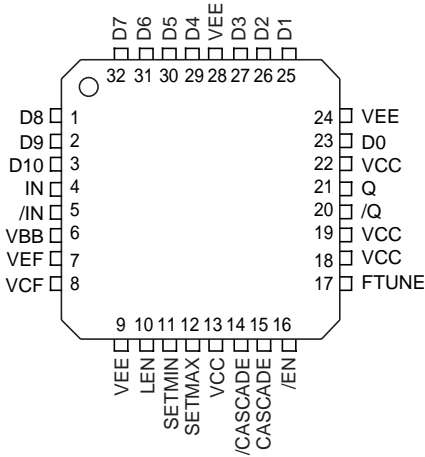 D7 D6 D5 D4 VEE D3 D2 D1
32 31 30 29 28 27 26 25
D8 1 24 VEE
D9 2 23 D0
D10 3 22 VCC
IN 4 21 Q
/IN 5 20 /Q
VBB 6 19 VCC
VEF 7 18 VCC
VCF 8 17 FTUNE
9 10 11 12 13 14 15 16
VEE LEN SETMIN SETMAX VCC /CASCADE CASCADE /EN